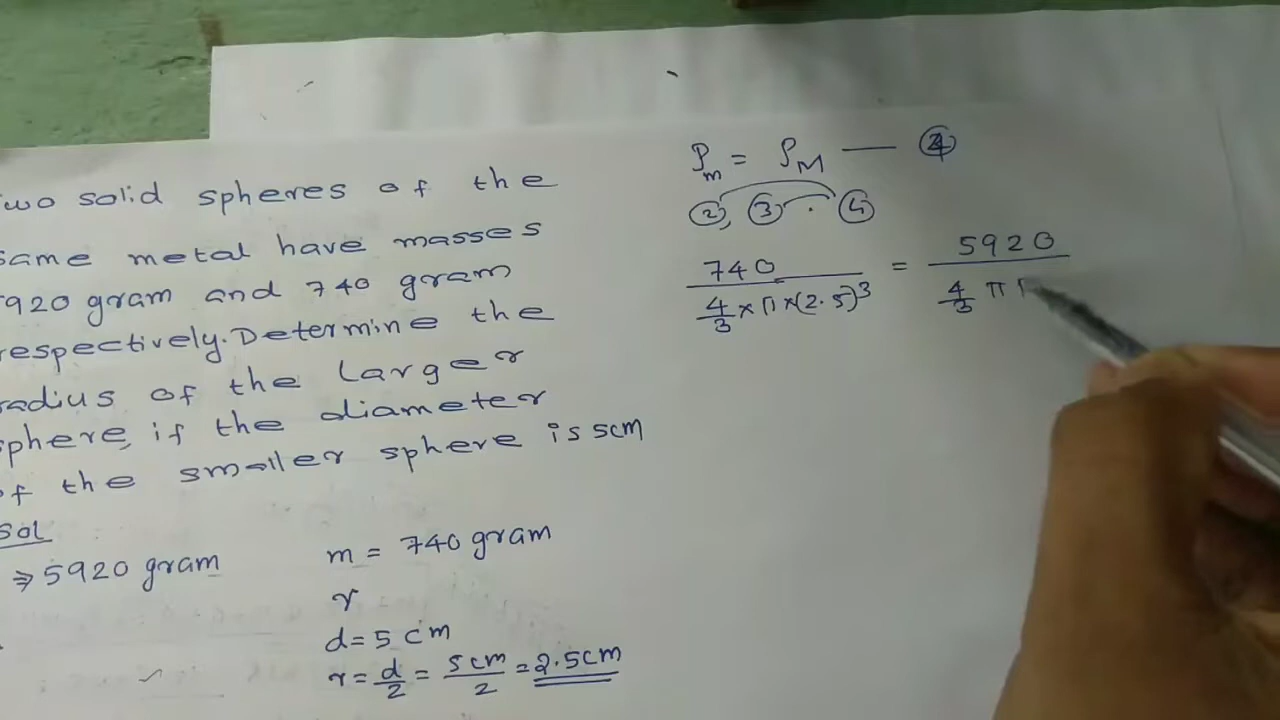 two solid spheres of the
same metal have masses
5920 gram and 740 gram
respectively. Determine the
radius of the larger
sphere, if the diameter
of the smaller sphere is 5cm
sol
⇒ 5920 gram
m = 740 gram
r
d = 5 cm
r = d/2 = 5cm/2 = 2.5cm
ρm = ρM — ④
②, ③ . ④
740 / (4/3 × π × (2.5)³) = 5920 / (4/3 π r